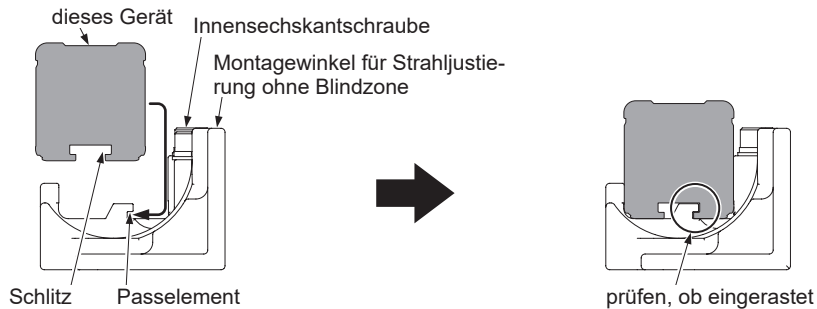 dieses Gerät
Innensechskantschraube
Montagewinkel für Strahljustie-
rung ohne Blindzone
Schlitz
Passelement
prüfen, ob eingerastet